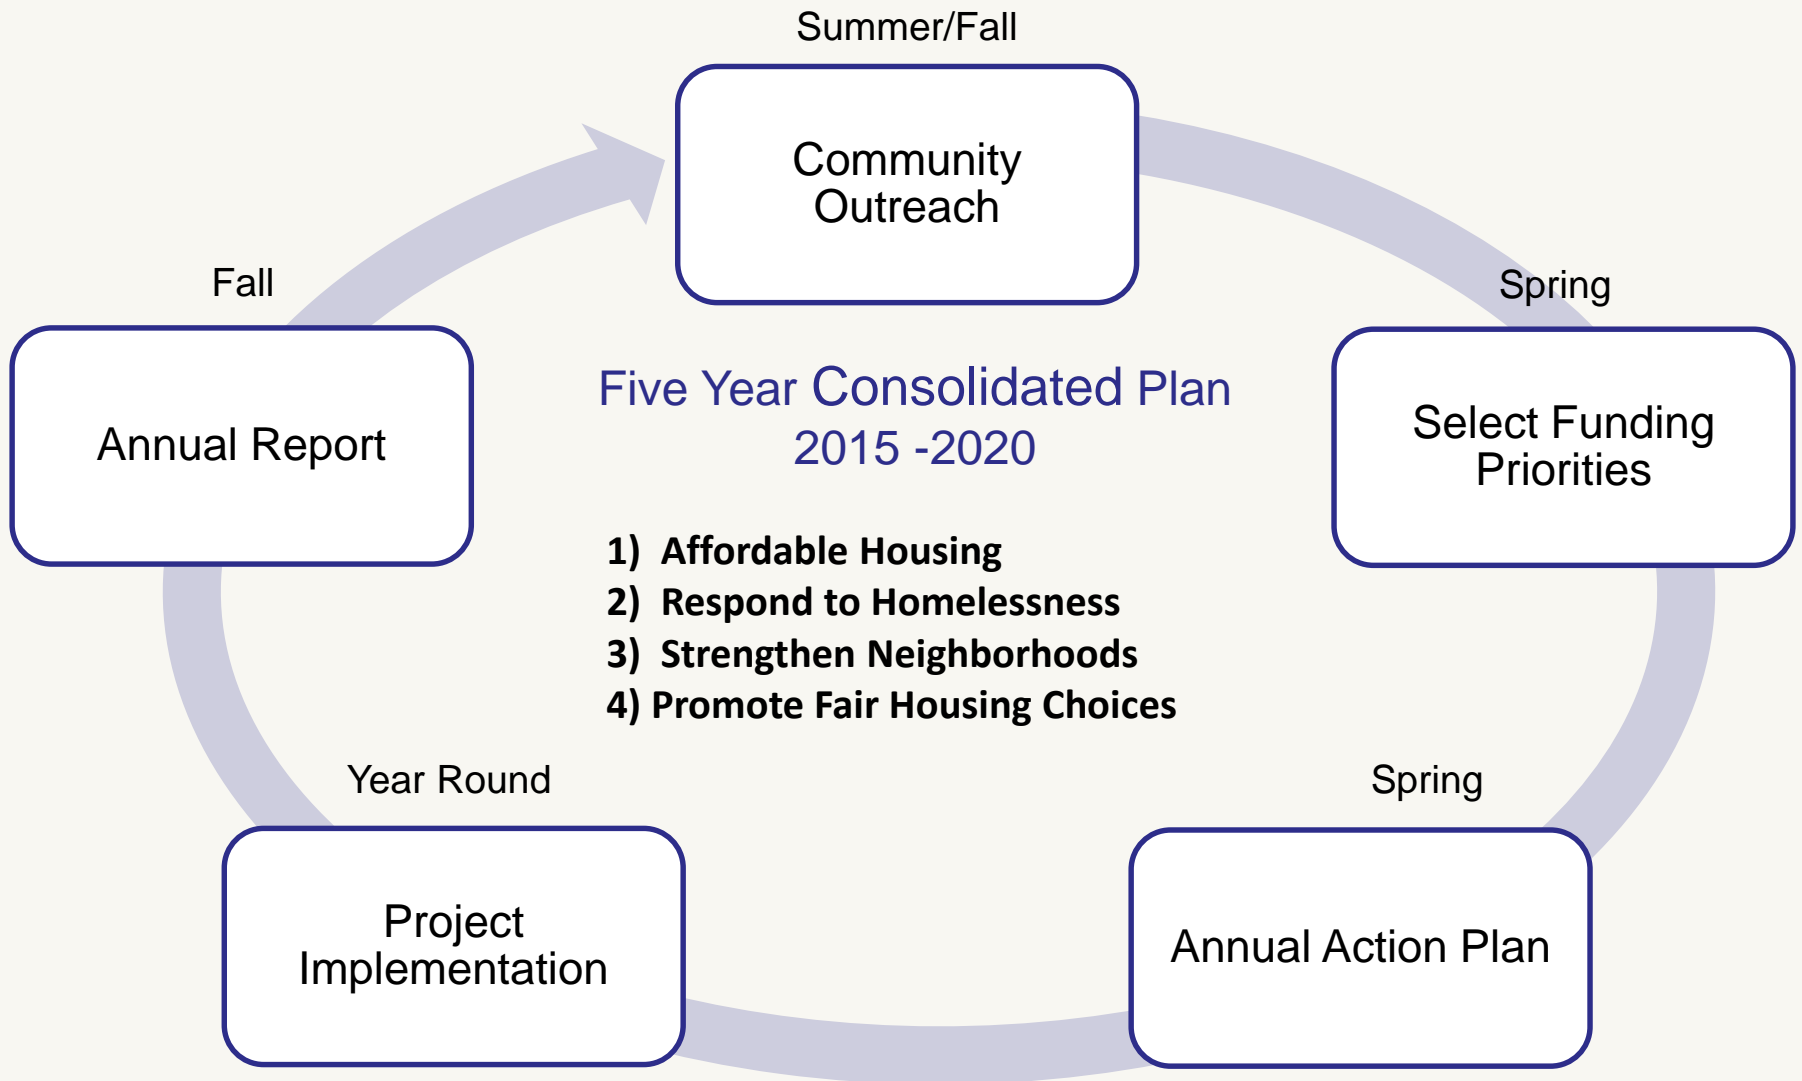 Summer/Fall
Community
Outreach
Fall
Spring
Annual Report
Five Year Consolidated Plan
2015 -2020
Select Funding
Priorities
1) Affordable Housing
2) Respond to Homelessness
3) Strengthen Neighborhoods
4) Promote Fair Housing Choices
Year Round
Spring
Project
Implementation
Annual Action Plan